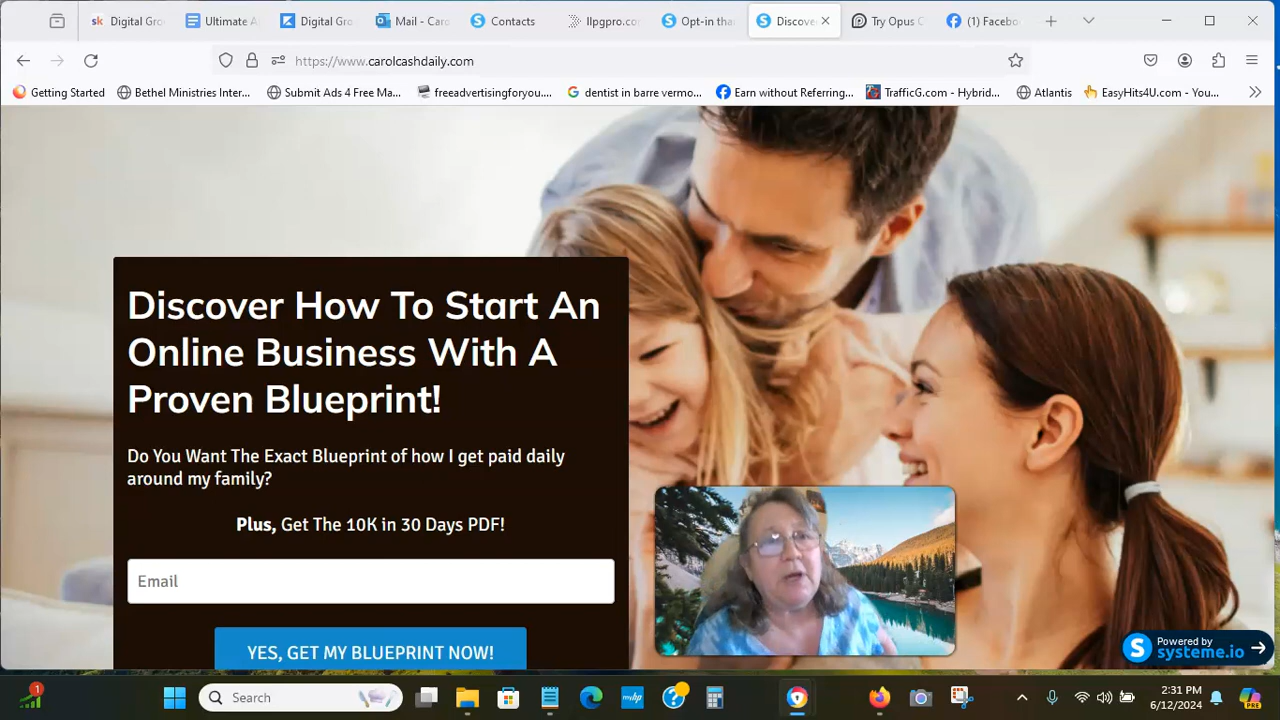 Digital Gro
Ultimate A
Digital Gro
Mail - Caro
Contacts
llpgpro.co
Opt-in tha
Discove
Try Opus C
(1) Facebo
https://www.carolcashdaily.com
Getting Started
Bethel Ministries Inter...
Submit Ads 4 Free Ma...
freeadvertisingforyou....
dentist in barre vermo...
Earn without Referring...
TrafficG.com - Hybrid...
Atlantis
EasyHits4U.com - You...
Discover How To Start An
Online Business With A
Proven Blueprint!
Do You Want The Exact Blueprint of how I get paid daily
around my family?
Plus, Get The 10K in 30 Days PDF!
Email
YES, GET MY BLUEPRINT NOW!
Powered by
systeme.io
1
Search
myhp
2:31 PM
6/12/2024
PRE